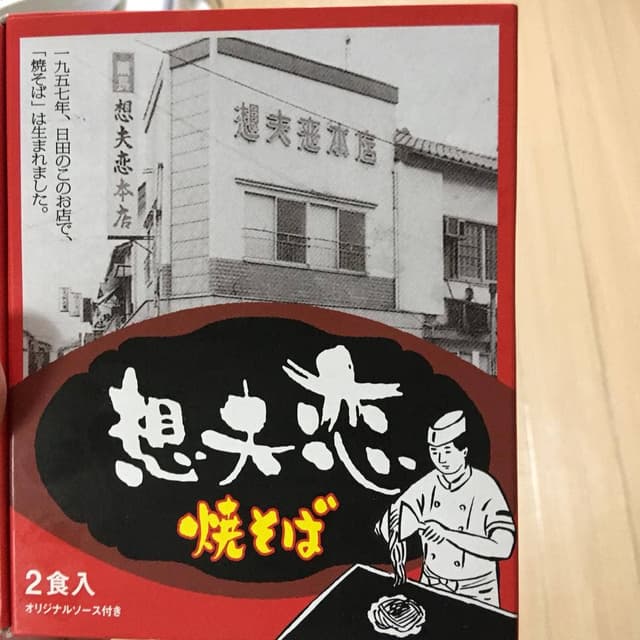 一九五七年、日田のこのお店で、
「焼そば」は生まれました。
想夫恋本店
想夫恋本店
想夫恋
焼そば
2食入
オリジナルソース付き